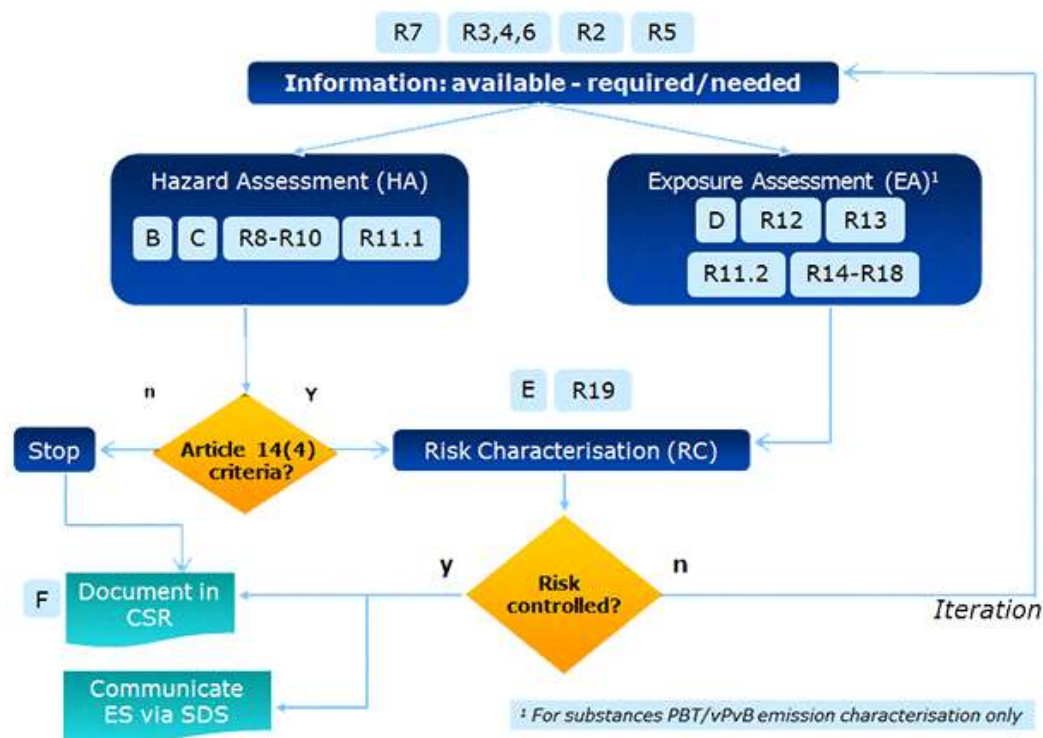 R7
R3,4,6
R2
R5
Information: available - required/needed
Hazard Assessment (HA)
B
C
R8-R10
R11.1
Exposure Assessment (EA)¹
D
R12
R13
R11.2
R14-R18
n
Y
E
R19
Stop
Article 14(4)
criteria?
Risk Characterisation (RC)
y
n
Risk
controlled?
F
Document in
CSR
Iteration
Communicate
ES via SDS
¹ For substances PBT/vPvB emission characterisation only